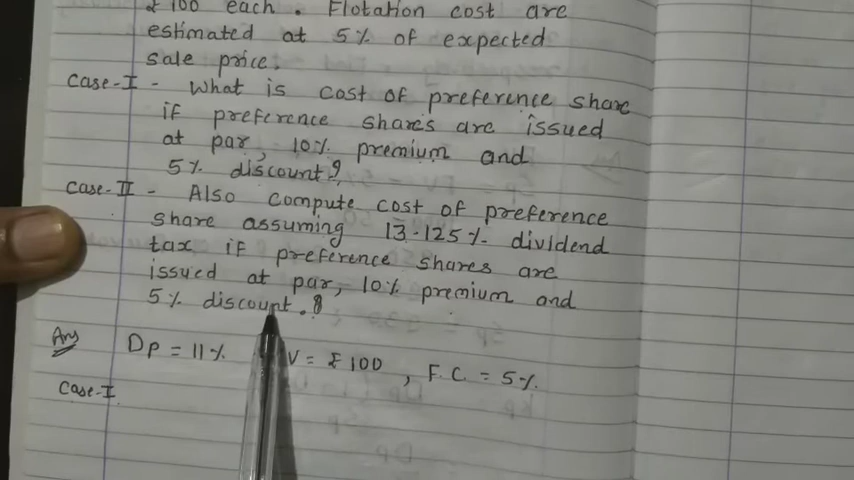 ₹100 each. Flotation cost are
estimated at 5% of expected
sale price.
Case-I - What is cost of preference share
if preference shares are issued
at par, 10% premium and
5% discount?
Case-II - Also compute cost of preference
share assuming 13.125% dividend
tax if preference shares are
issued at par, 10% premium and
5% discount.?
Ans Dp = 11% V = ₹100, F.C. = 5%.
Case-I